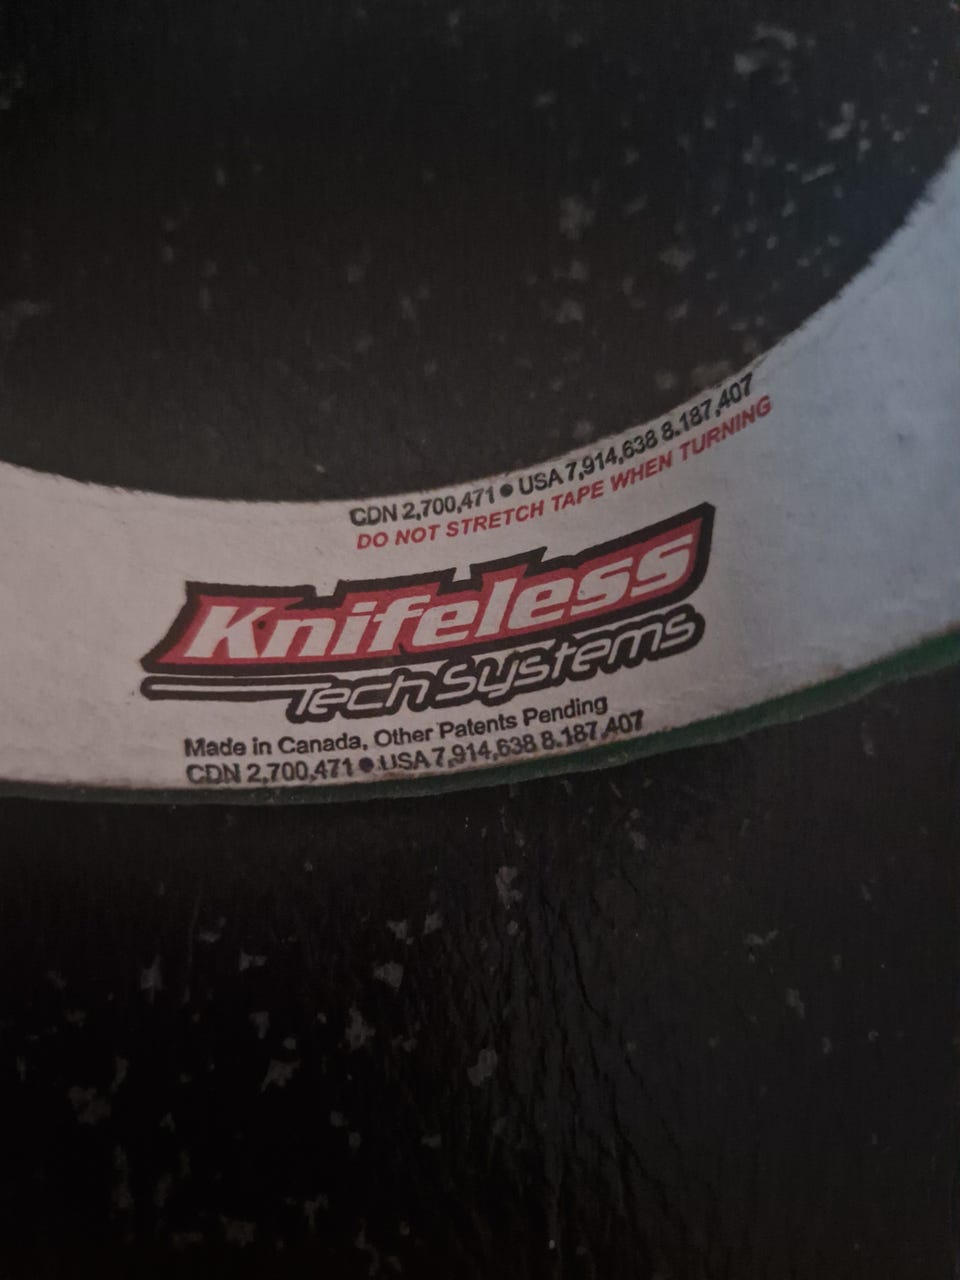 CDN 2,700,471 • USA 7,914,638 8.187,407
DO NOT STRETCH TAPE WHEN TURNING
Knifeless
Tech Systems
Made in Canada, Other Patents Pending
CDN 2,700,471 • USA 7,914,638 8.187,407